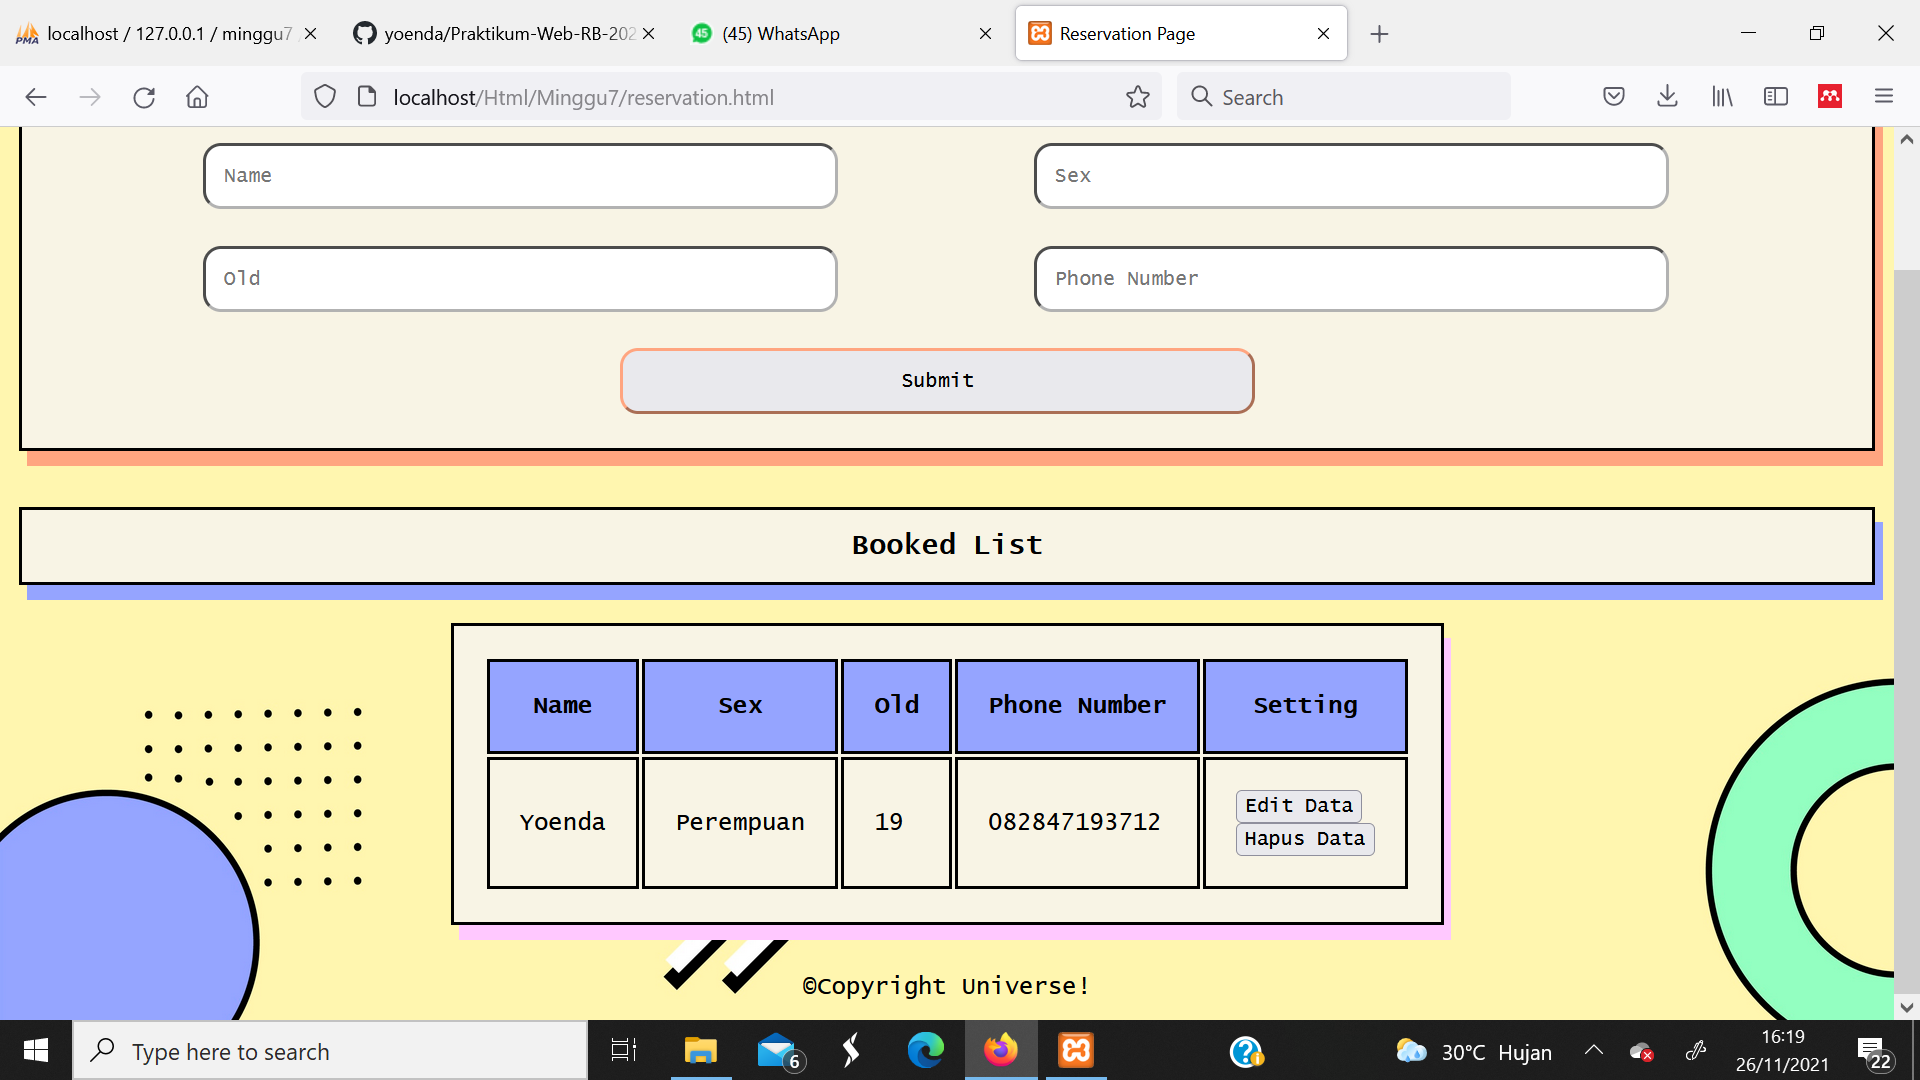 localhost / 127.0.0.1 / minggu7
yoenda/Praktikum-Web-RB-202
45
(45) WhatsApp
Reservation Page
localhost/Html/Minggu7/reservation.html
Search
Name
Sex
Old
Phone Number
Submit
Booked List
Name Sex Old Phone Number Setting
Yoenda Perempuan 19 082847193712
Edit Data
Hapus Data
©Copyright Universe!
Type here to search
6
30°C Hujan
16:19
26/11/2021
22